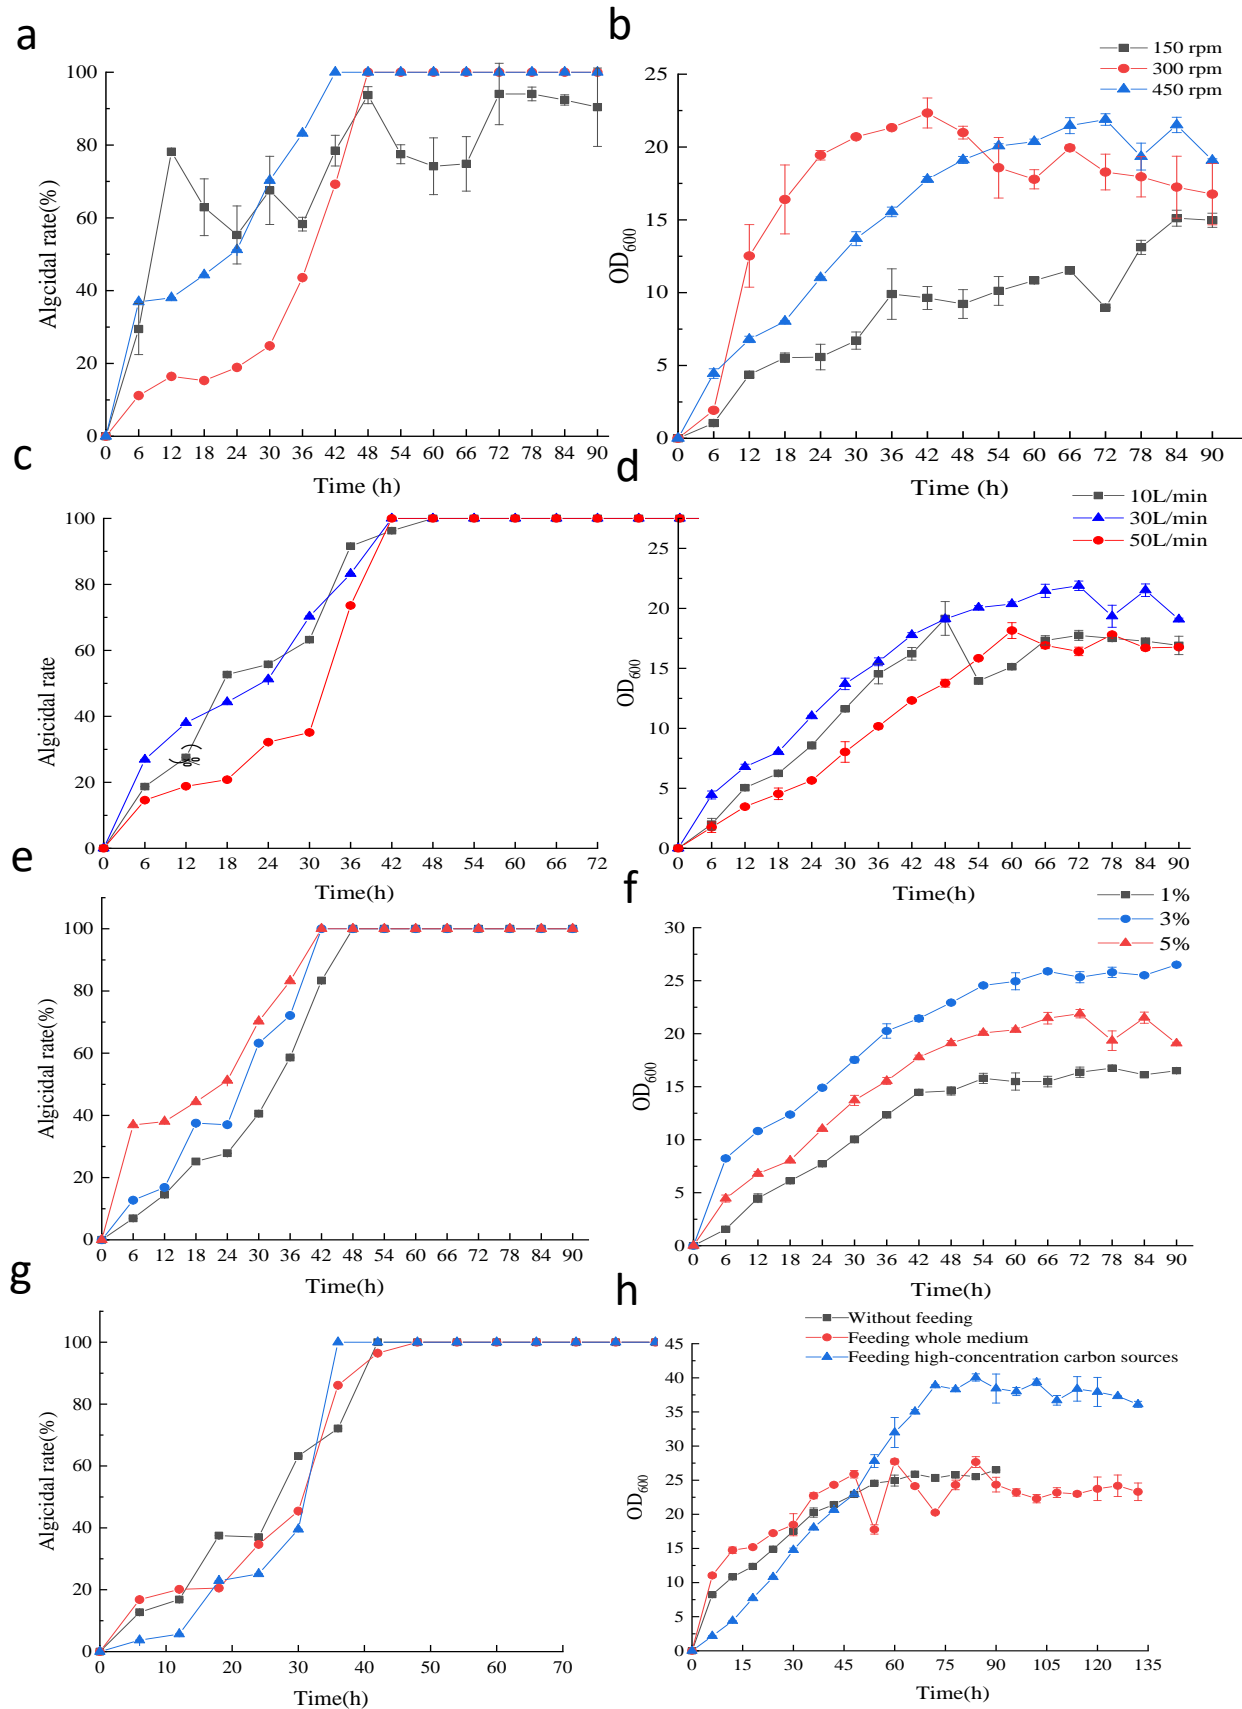 a
100
80
60
40
20
0
Algcidal rate(%)
0 6 12 18 24 30 36 42 48 54 60 66 72 78 84 90
Time (h)
b
150 rpm
300 rpm
450 rpm
25
20
15
10
5
0
OD600
0 6 12 18 24 30 36 42 48 54 60 66 72 78 84 90
Time (h)
c
100
80
60
40
20
0
Algicidal rate
(%)
0 6 12 18 24 30 36 42 48 54 60 66 72
Time(h)
d
10L/min
30L/min
50L/min
25
20
15
10
5
0
OD600
0 6 12 18 24 30 36 42 48 54 60 66 72 78 84 90
Time(h)
e
100
80
60
40
20
0
Algicidal rate(%)
0 6 12 18 24 30 36 42 48 54 60 66 72 78 84 90
Time(h)
f
1%
3%
5%
30
25
20
15
10
5
0
OD600
0 6 12 18 24 30 36 42 48 54 60 66 72 78 84 90
Time(h)
g
100
80
60
40
20
0
Algicidal rate(%)
0 10 20 30 40 50 60 70
Time(h)
h
Without feeding
Feeding whole medium
Feeding high-concentration carbon sources
45
40
35
30
25
20
15
10
5
0
OD600
0 15 30 45 60 75 90 105 120 135
Time(h)